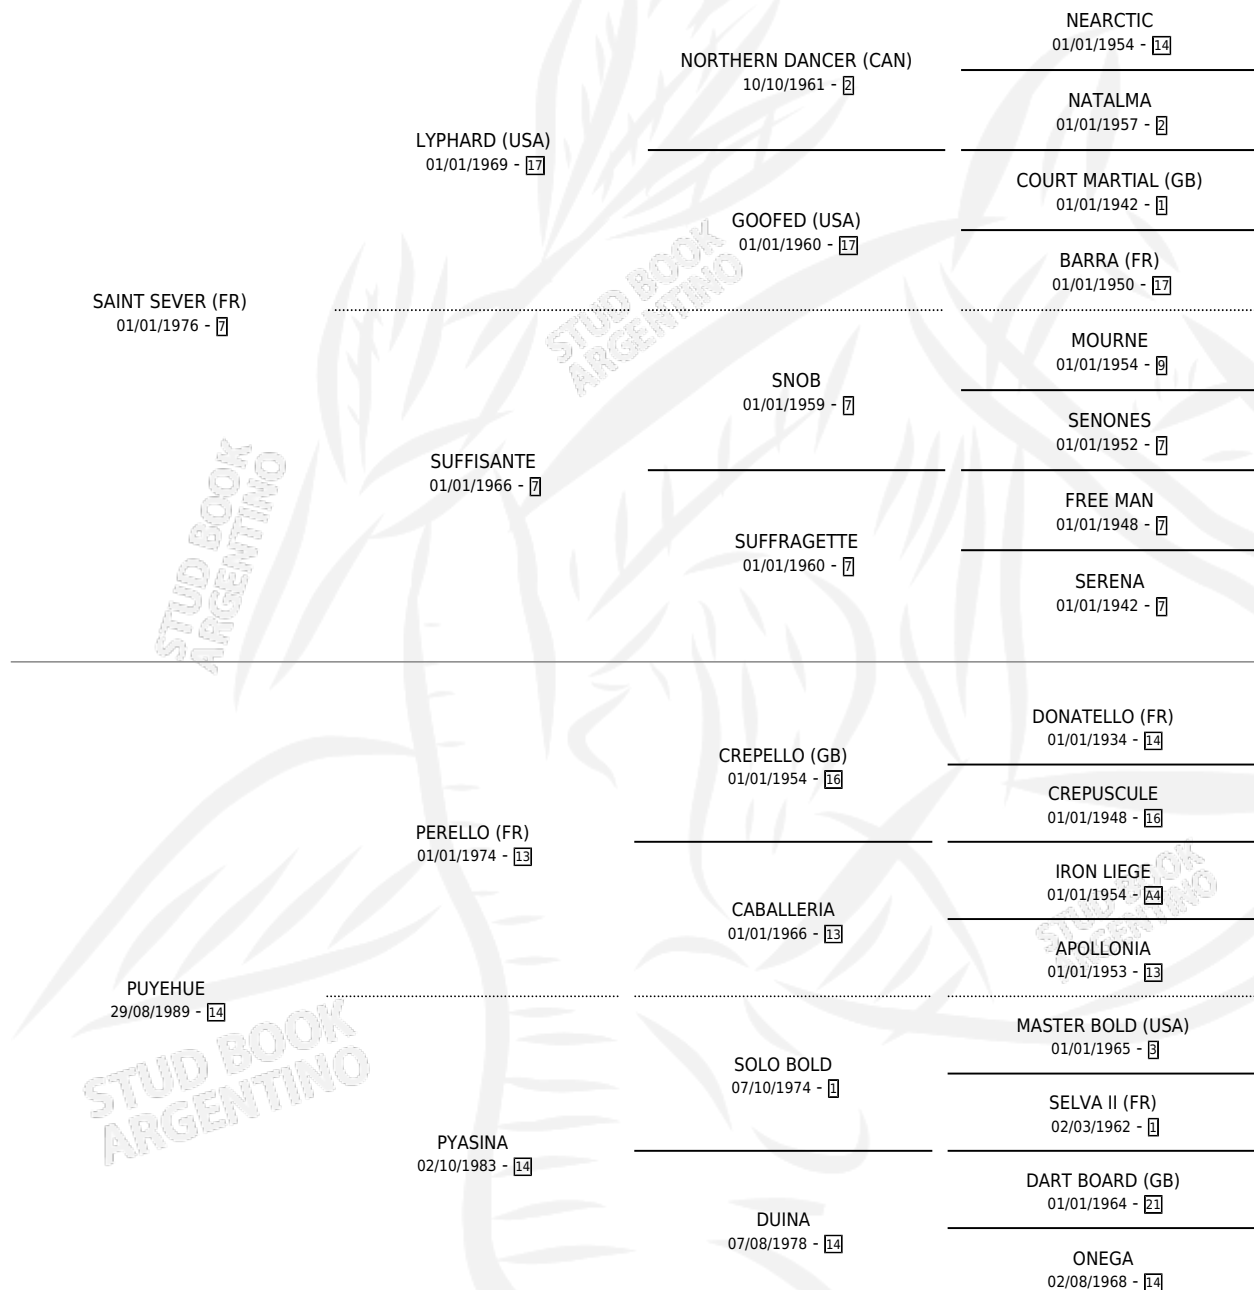 NEARCTIC
01/01/1954 - 14
NORTHERN DANCER (CAN)
10/10/1961 - 2
NATALMA
01/01/1957 - 2
LYPHARD (USA)
01/01/1969 - 17
COURT MARTIAL (GB)
01/01/1942 - 1
GOOFED (USA)
01/01/1960 - 17
BARRA (FR)
01/01/1950 - 17
SAINT SEVER (FR)
01/01/1976 - 7
STUD BOOK
ARGENTINO
MOURNE
01/01/1954 - 9
SNOB
01/01/1959 - 7
SENONES
01/01/1952 - 7
SUFFISANTE
01/01/1966 - 7
FREE MAN
01/01/1948 - 7
SUFFRAGETTE
01/01/1960 - 7
SERENA
01/01/1942 - 7
STUD BOOK
ARGENTINO
DONATELLO (FR)
01/01/1934 - 14
CREPELLO (GB)
01/01/1954 - 16
CREPUSCULE
01/01/1948 - 16
PERELLO (FR)
01/01/1974 - 13
IRON LIEGE
01/01/1954 - A4
CABALLERIA
01/01/1966 - 13
APOLLONIA
01/01/1953 - 13
STUD BOOK
ARGENTINO
PUYEHUE
29/08/1989 - 14
MASTER BOLD (USA)
01/01/1965 - 3
SOLO BOLD
07/10/1974 - 1
SELVA II (FR)
02/03/1962 - 1
STUD BOOK
ARGENTINO
PYASINA
02/10/1983 - 14
DART BOARD (GB)
01/01/1964 - 21
DUINA
07/08/1978 - 14
ONEGA
02/08/1968 - 14